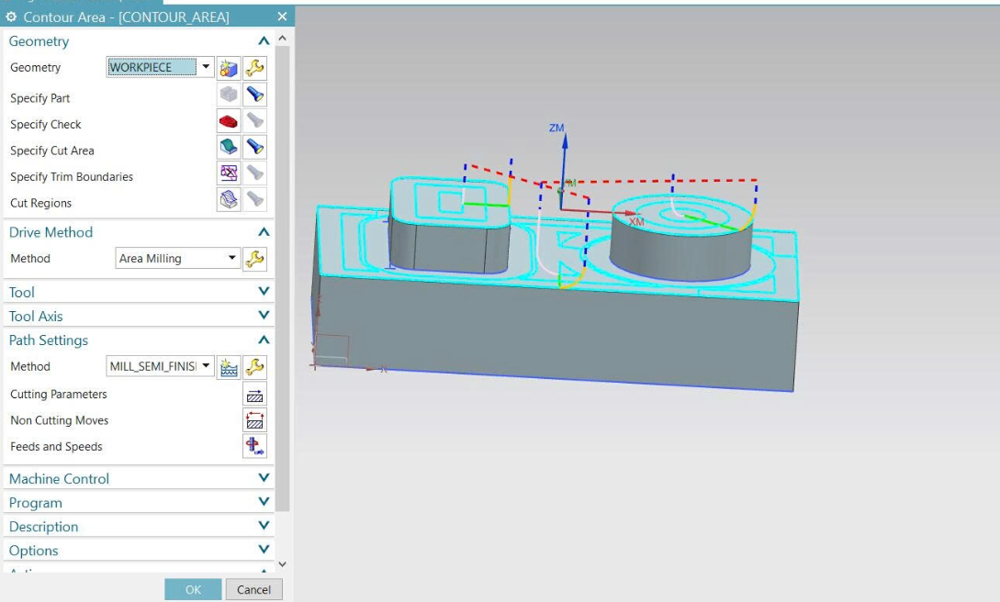 Contour Area - [CONTOUR_AREA]
Geometry
Geometry WORKPIECE
Specify Part
Specify Check
Specify Cut Area
Specify Trim Boundaries
Cut Regions
Drive Method
Method Area Milling
Tool
Tool Axis
Path Settings
Method MILL_SEMI_FINIS
Cutting Parameters
Non Cutting Moves
Feeds and Speeds
Machine Control
Program
Description
Options
OK Cancel
ZM
XM
X